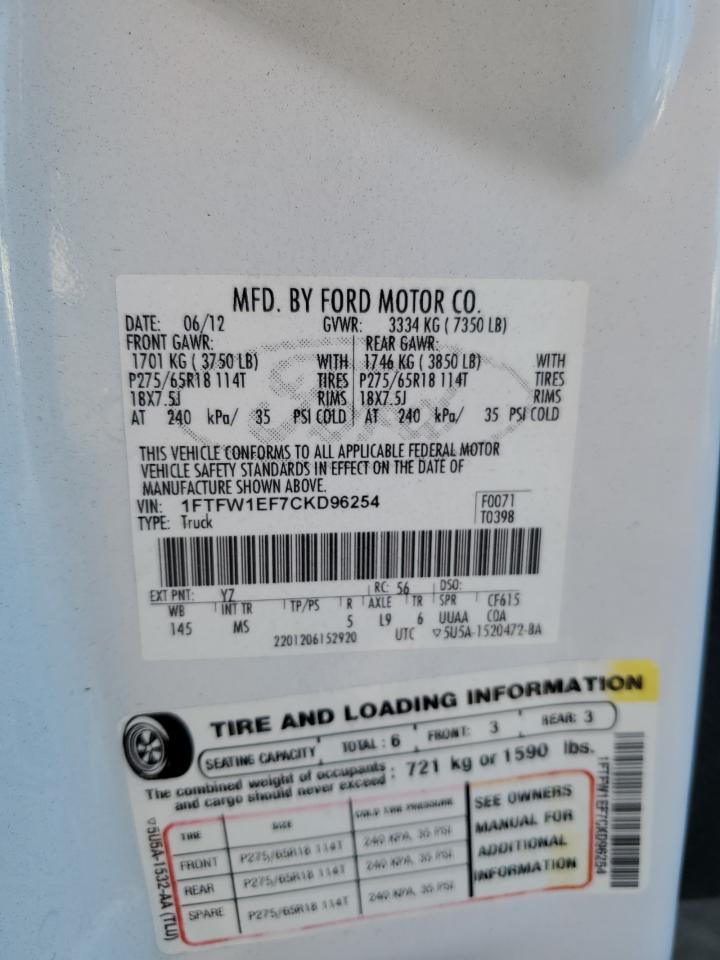 MFD. BY FORD MOTOR CO.
DATE: 06/12 GVWR: 3334 KG ( 7350 LB)
FRONT GAWR: REAR GAWR:
1701 KG ( 3750 LB) WITH 1746 KG ( 3850 LB) WITH
P275/65R18 114T TIRES P275/65R18 114T TIRES
18X7.5J RIMS 18X7.5J RIMS
AT 240 kPa/ 35 PSI COLD AT 240 kPa/ 35 PSI COLD
THIS VEHICLE CONFORMS TO ALL APPLICABLE FEDERAL MOTOR
VEHICLE SAFETY STANDARDS IN EFFECT ON THE DATE OF
MANUFACTURE SHOWN ABOVE.
VIN: 1FTFW1EF7CKD96254 F0071
TYPE: Truck T0398
EXT PNT: YZ RC: 56 DSO:
WB INT TR TP/PS R AXLE TR SPR CF615
145 MS 5 L9 6 UUAA COA
2201206152920 UTC ▽5U5A-1520472-BA
TIRE AND LOADING INFORMATION
SEATING CAPACITY TOTAL : 6 FRONT: 3 REAR: 3
The combined weight of occupants : 721 kg or 1590 lbs.
and cargo should never exceed
TIRE SIZE COLD TIRE PRESSURE
FRONT P275/65R18 114T 240 KPA, 35 PSI
REAR P275/65R18 114T 240 KPA, 35 PSI
SPARE P275/65R18 114T 240 KPA, 35 PSI
SEE OWNERS
MANUAL FOR
ADDITIONAL
INFORMATION
▽5U5A-1532-AA (TLU)
1FTFW1EF7CKD96254